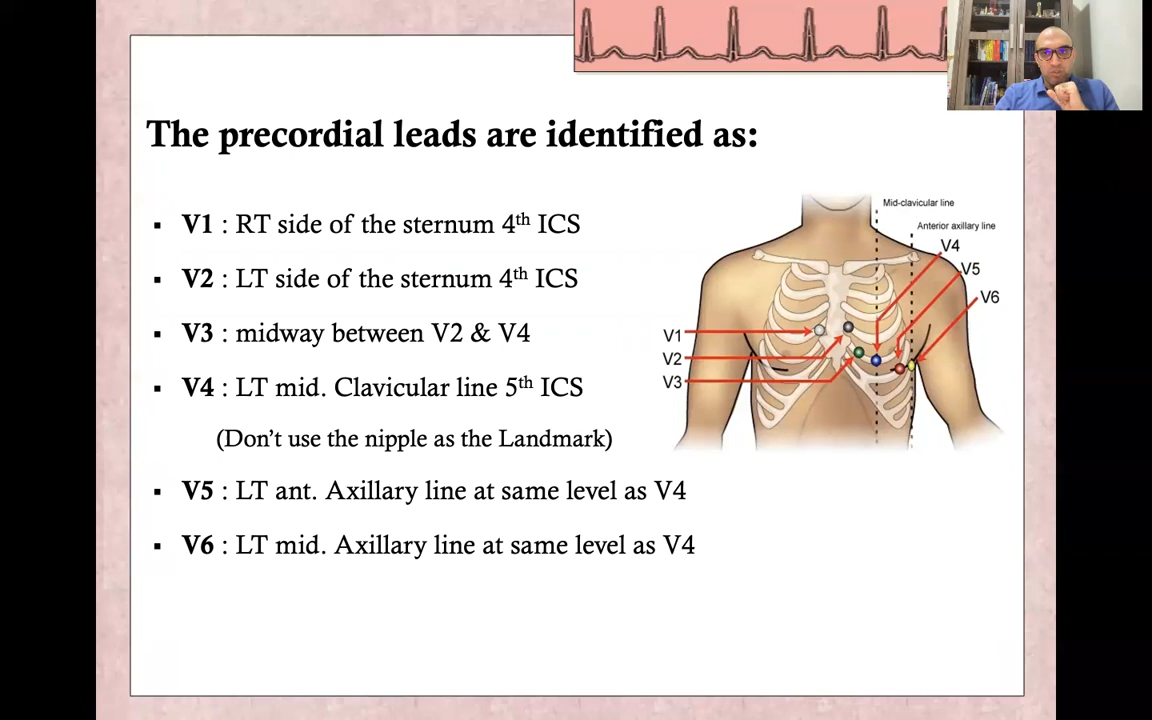 The precordial leads are identified as:
▪ V1 : RT side of the sternum 4th ICS
▪ V2 : LT side of the sternum 4th ICS
▪ V3 : midway between V2 & V4
▪ V4 : LT mid. Clavicular line 5th ICS
(Don't use the nipple as the Landmark)
▪ V5 : LT ant. Axillary line at same level as V4
▪ V6 : LT mid. Axillary line at same level as V4
Mid-clavicular line
Anterior axillary line
V4
V5
V6
V1
V2
V3